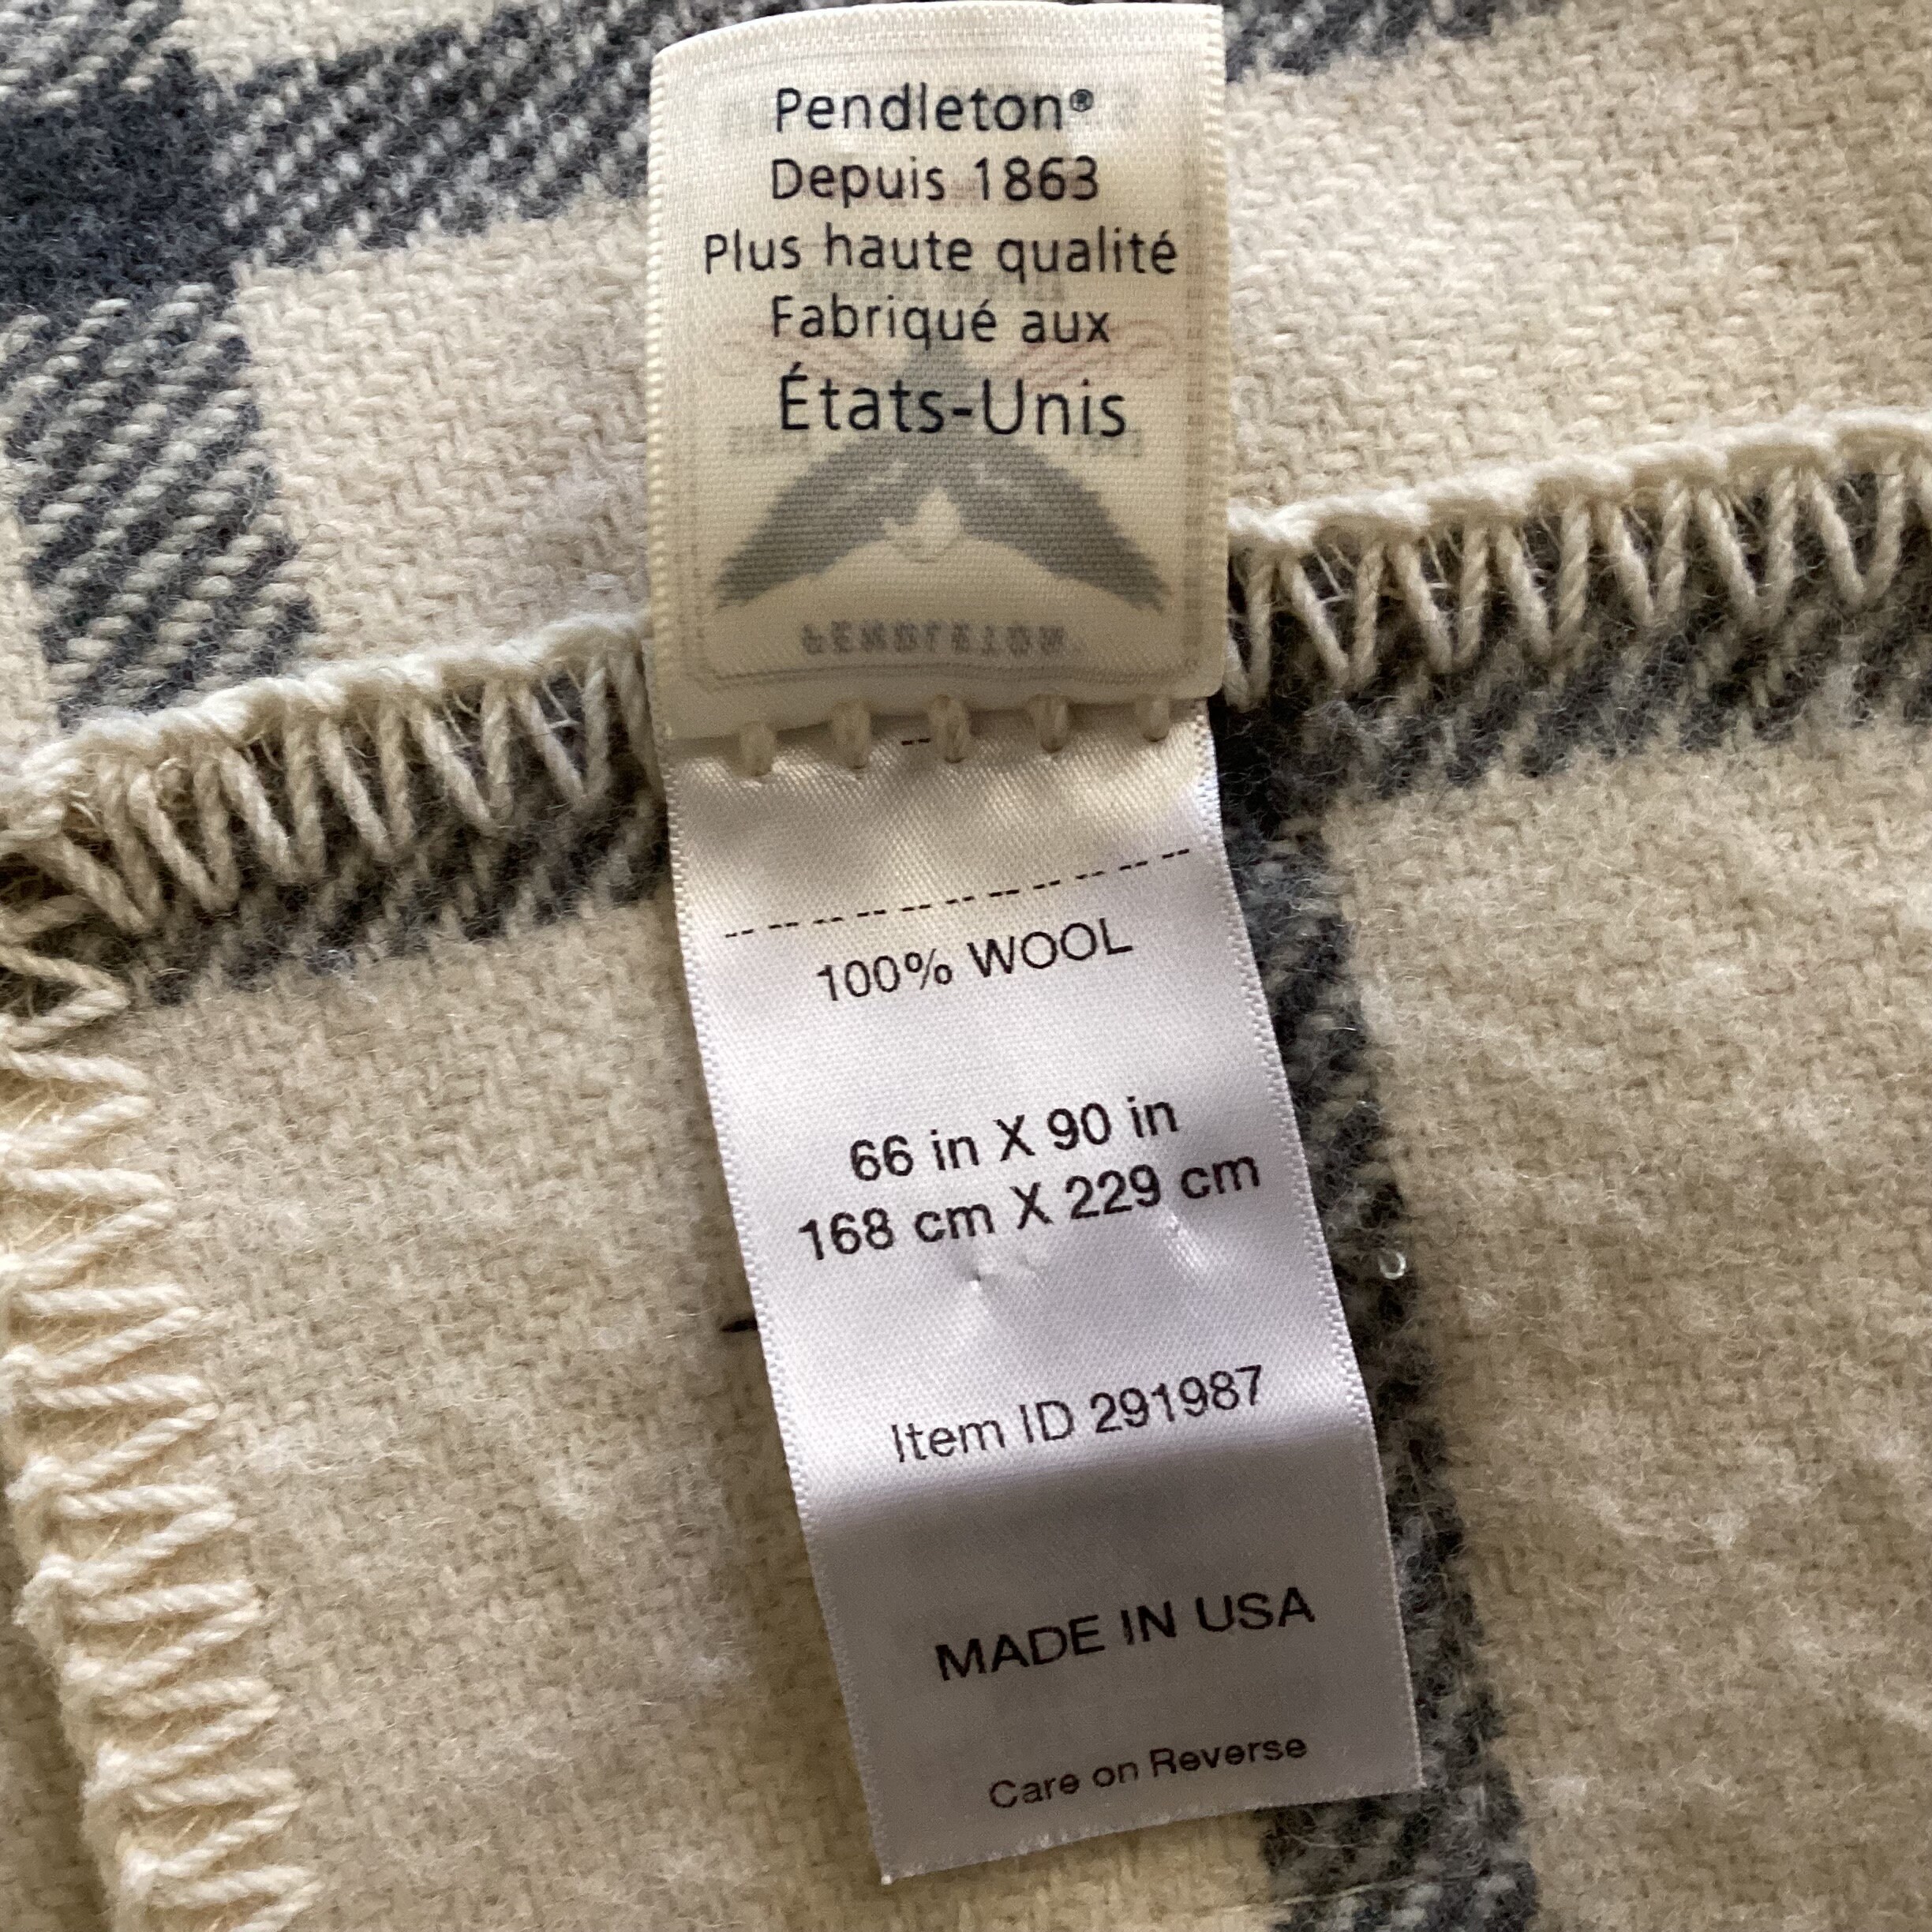 Pendleton®
Depuis 1863
Plus haute qualité
Fabriqué aux
États-Unis
PENDLETON
100% WOOL
66 in X 90 in
168 cm X 229 cm
Item ID 291987
MADE IN USA
Care on Reverse